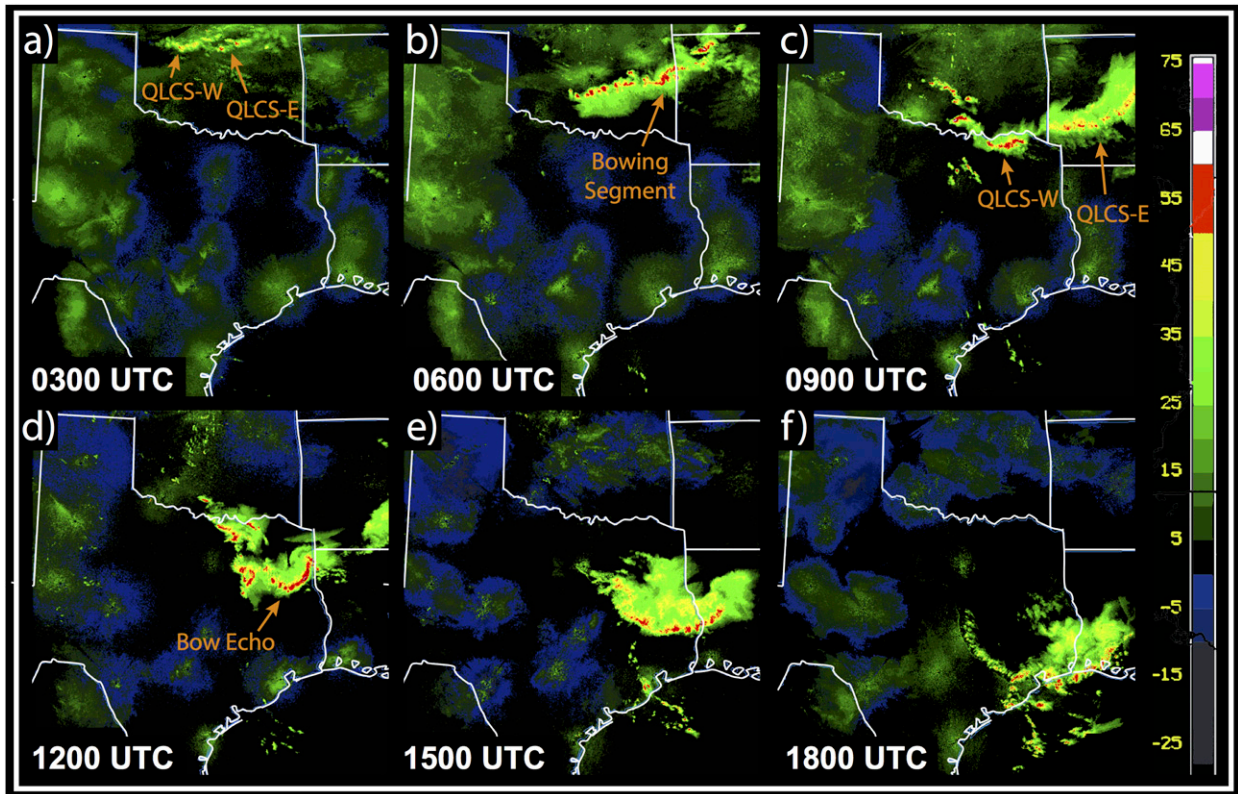 a)
QLCS-W
QLCS-E
0300 UTC
b)
Bowing
Segment
0600 UTC
c)
QLCS-W
QLCS-E
0900 UTC
75
65
55
45
35
25
15
5
-5
-15
-25
d)
Bow Echo
1200 UTC
e)
1500 UTC
f)
1800 UTC